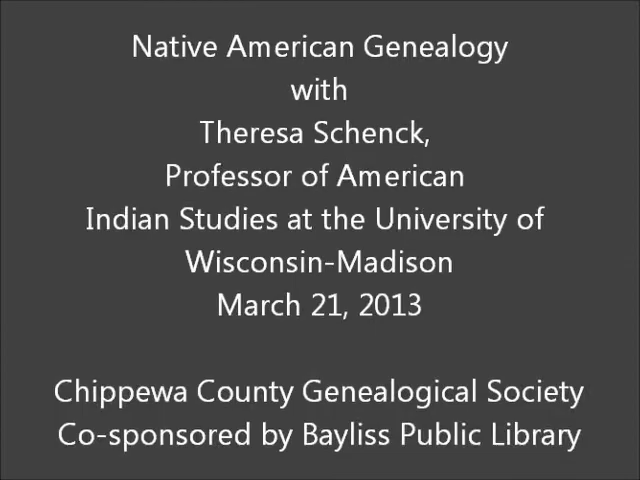 Native American Genealogy
with
Theresa Schenck,
Professor of American
Indian Studies at the University of
Wisconsin-Madison
March 21, 2013
Chippewa County Genealogical Society
Co-sponsored by Bayliss Public Library